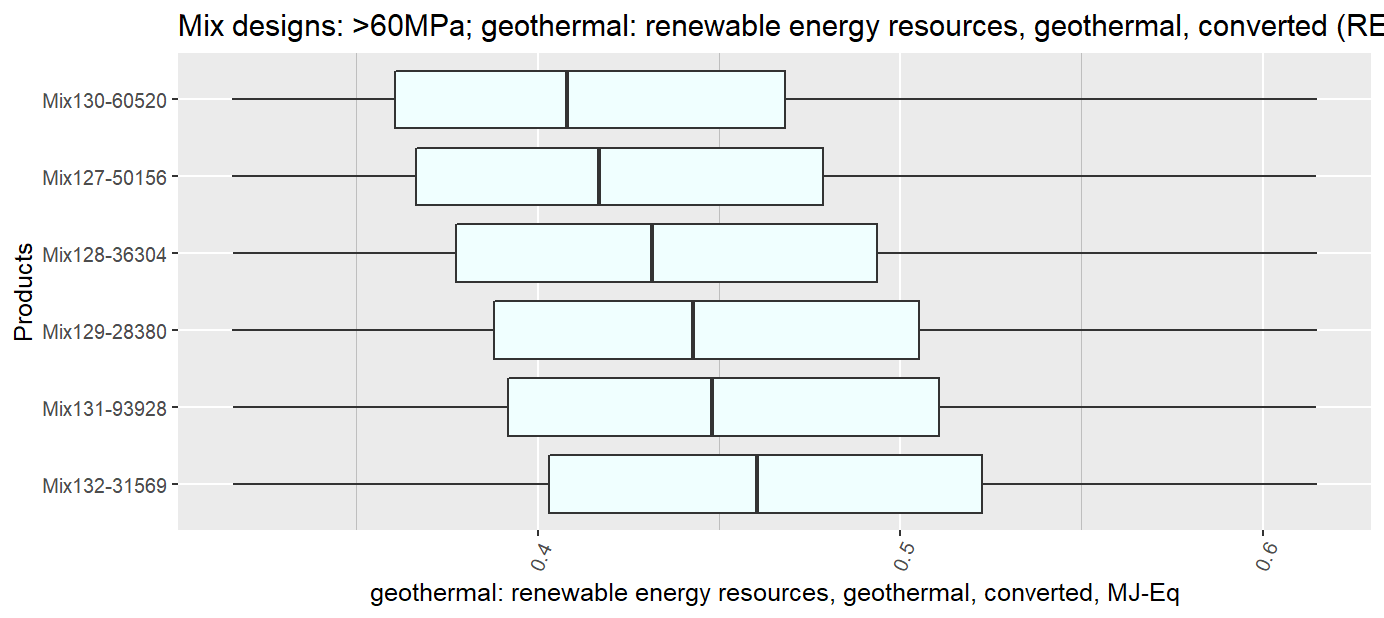 Mix designs: >60MPa; geothermal: renewable energy resources, geothermal, converted (RE
Products
Mix130-60520
Mix127-50156
Mix128-36304
Mix129-28380
Mix131-93928
Mix132-31569
0.4
0.5
0.6
geothermal: renewable energy resources, geothermal, converted, MJ-Eq